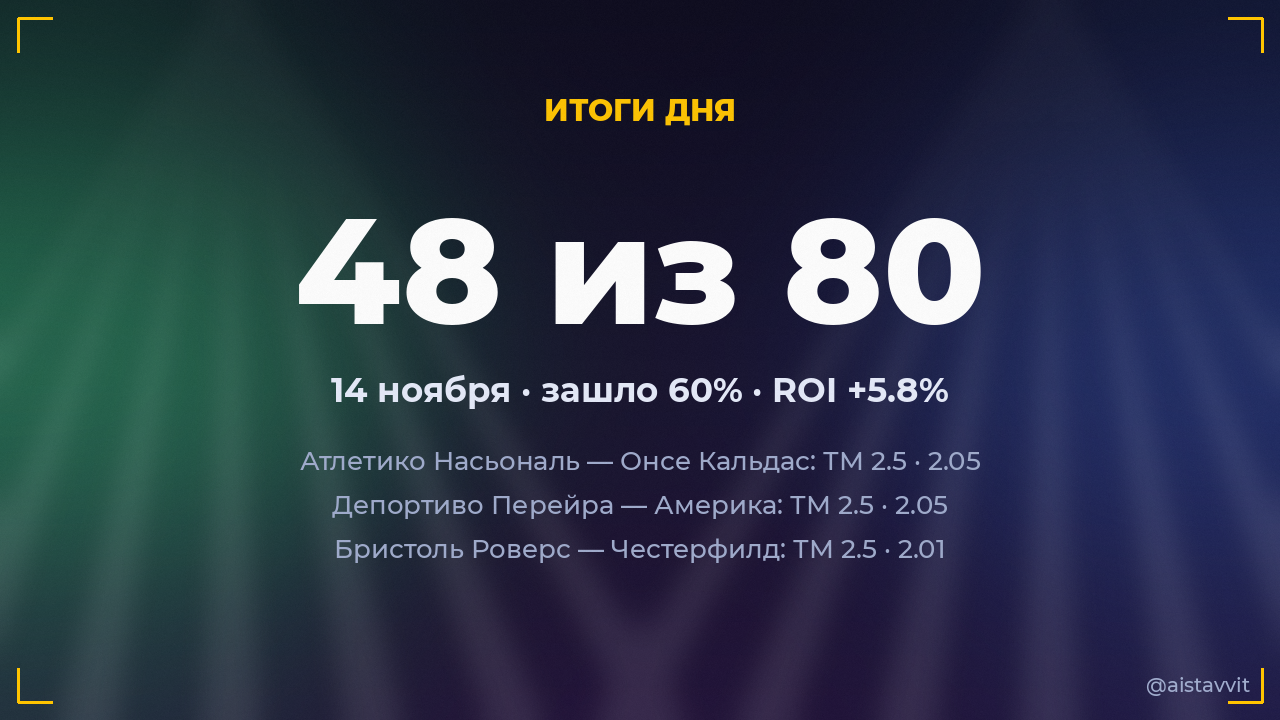 ИТОГИ ДНЯ
48 из 80
14 ноября · зашло 60% · ROI +5.8%
Атлетико Насьональ — Онсе Кальдас: ТМ 2.5 · 2.05
Депортиво Перейра — Америка: ТМ 2.5 · 2.05
Бристоль Роверс — Честерфилд: ТМ 2.5 · 2.01
@aistavvit